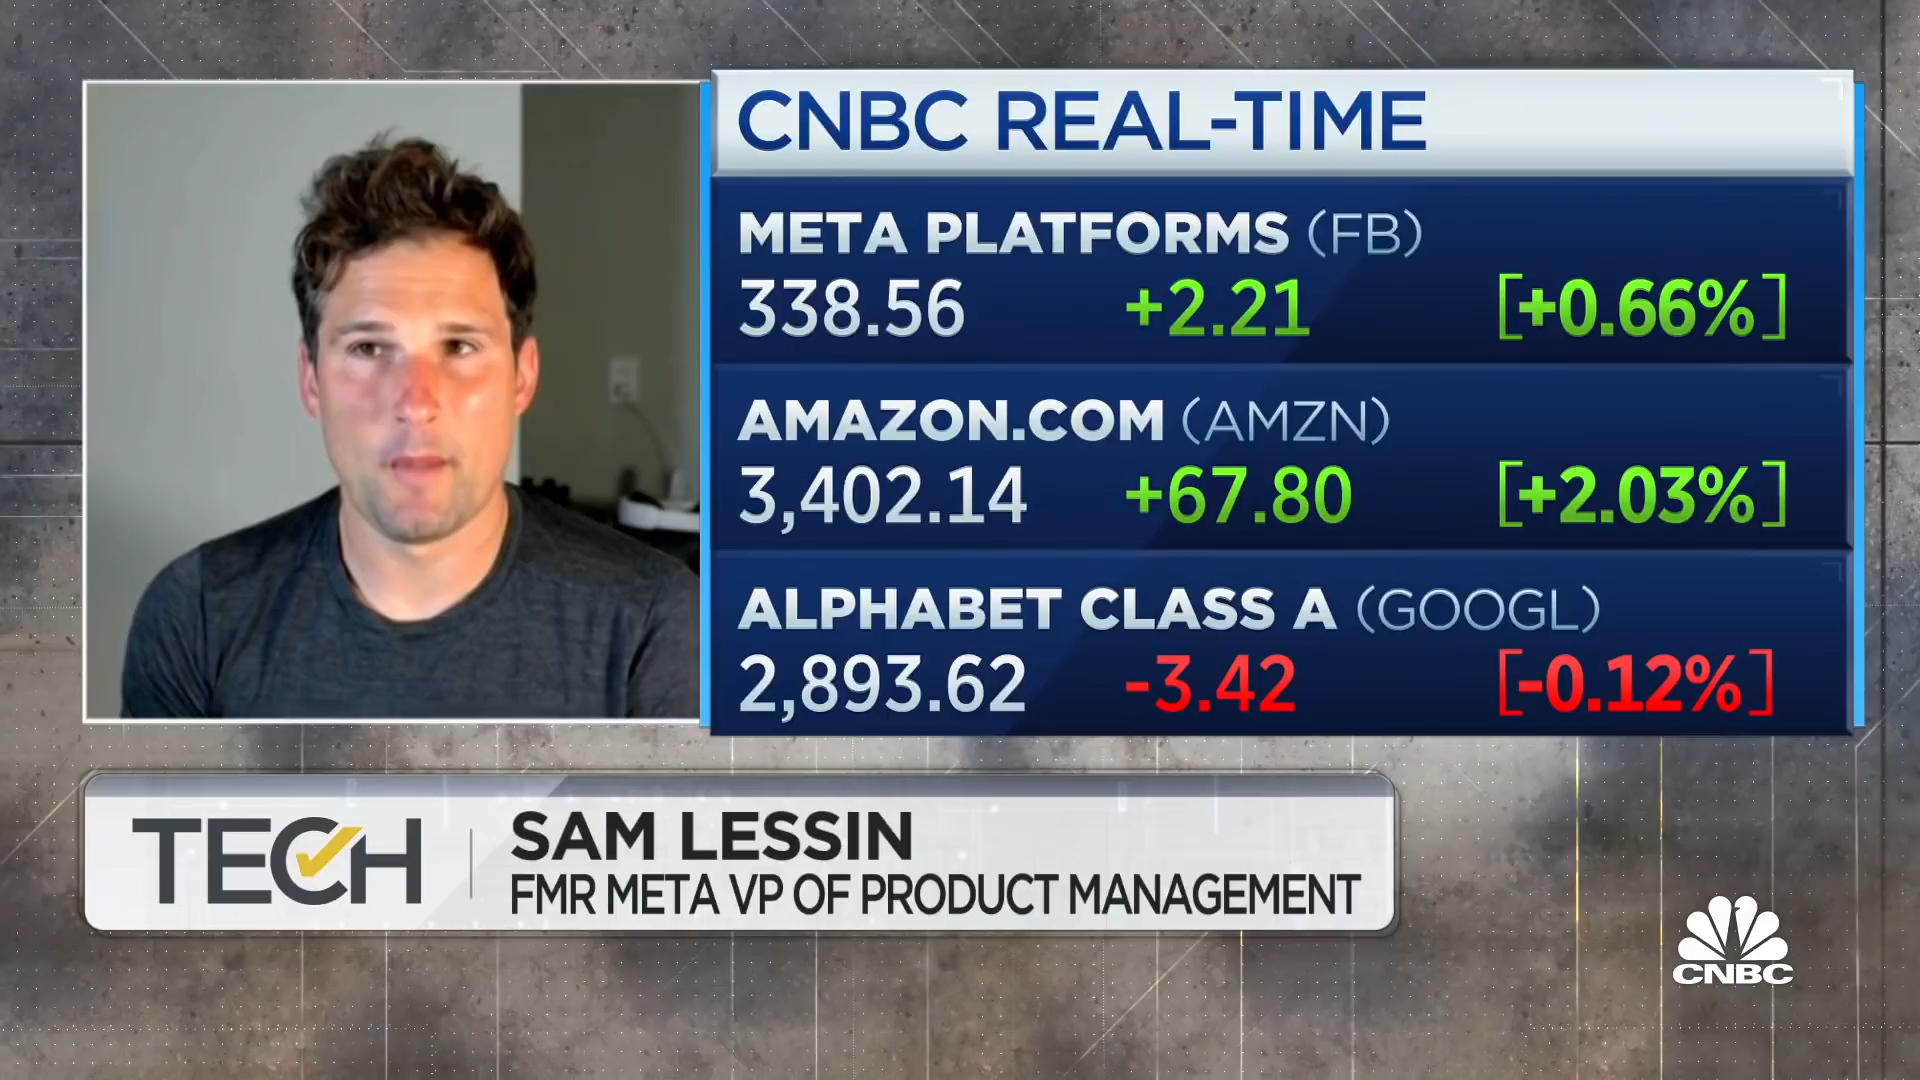 CNBC REAL-TIME
META PLATFORMS (FB)
338.56 +2.21 [+0.66%]
AMAZON.COM (AMZN)
3,402.14 +67.80 [+2.03%]
ALPHABET CLASS A (GOOGL)
2,893.62 -3.42 [-0.12%]
TECH
SAM LESSIN
FMR META VP OF PRODUCT MANAGEMENT
CNBC